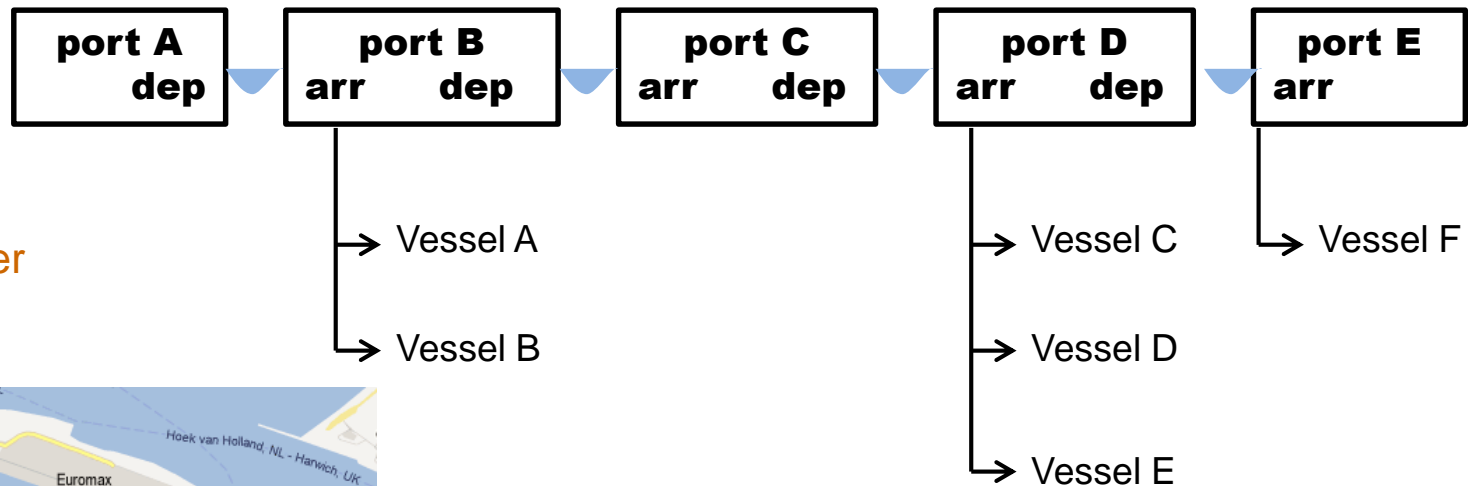 port A
dep
port B
arr dep
port C
arr dep
port D
arr dep
port E
arr
Vessel A
Vessel B
Vessel C
Vessel D
Vessel E
Vessel F
er
Hoek van Holland, NL - Harwich, UK
Euromax